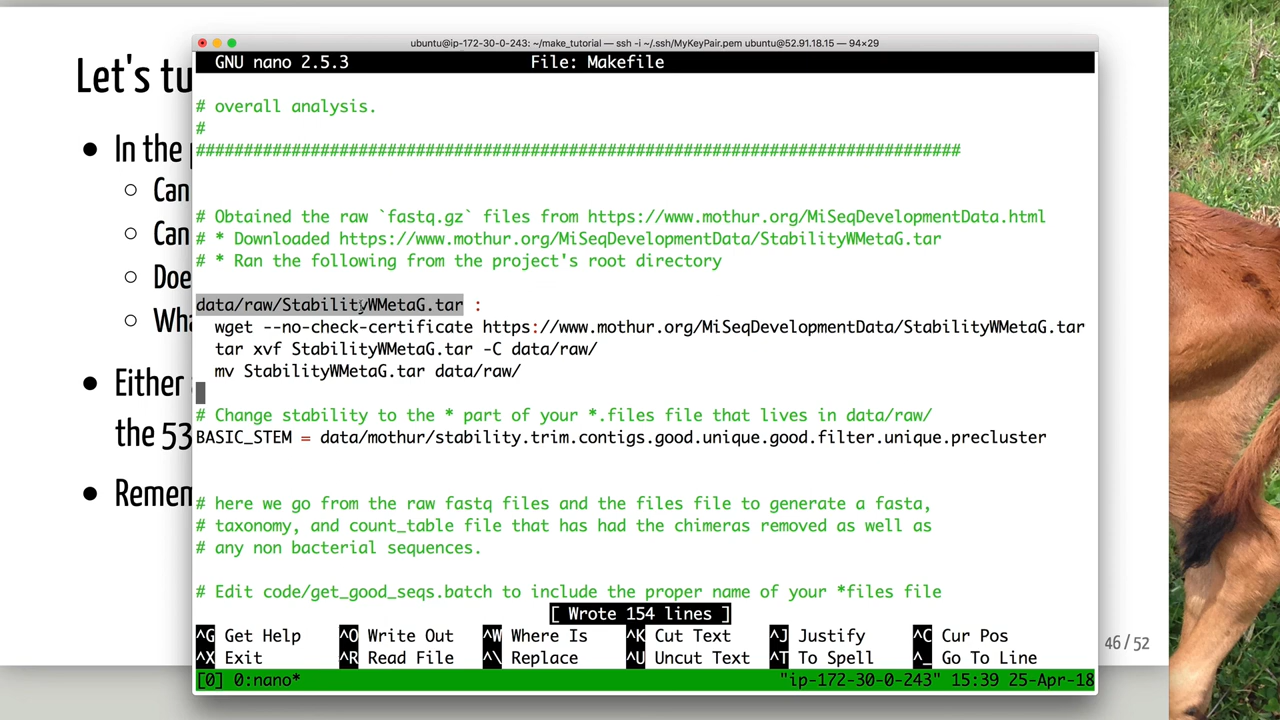 ubuntu@ip-172-30-0-243: ~/make_tutorial — ssh -i ~/.ssh/MyKeyPair.pem ubuntu@52.91.18.15 — 94×29
GNU nano 2.5.3 File: Makefile
Let's tu
# overall analysis.
#
################################################################################
In the
Can
# Obtained the raw `fastq.gz` files from https://www.mothur.org/MiSeqDevelopmentData.html
Can
# * Downloaded https://www.mothur.org/MiSeqDevelopmentData/StabilityWMetaG.tar
# * Ran the following from the project's root directory
Doe
data/raw/StabilityWMetaG.tar :
Wha
wget --no-check-certificate https://www.mothur.org/MiSeqDevelopmentData/StabilityWMetaG.tar
tar xvf StabilityWMetaG.tar -C data/raw/
mv StabilityWMetaG.tar data/raw/
Either
# Change stability to the * part of your *.files file that lives in data/raw/
the 53
BASIC_STEM = data/mothur/stability.trim.contigs.good.unique.good.filter.unique.precluster
Remem
# here we go from the raw fastq files and the files file to generate a fasta,
# taxonomy, and count_table file that has had the chimeras removed as well as
# any non bacterial sequences.
# Edit code/get_good_seqs.batch to include the proper name of your *files file
[ Wrote 154 lines ]
^G Get Help ^O Write Out ^W Where Is ^K Cut Text ^J Justify ^C Cur Pos
^X Exit ^R Read File ^\ Replace ^U Uncut Text ^T To Spell ^_ Go To Line
46 / 52
[0] 0:nano* "ip-172-30-0-243" 15:39 25-Apr-18